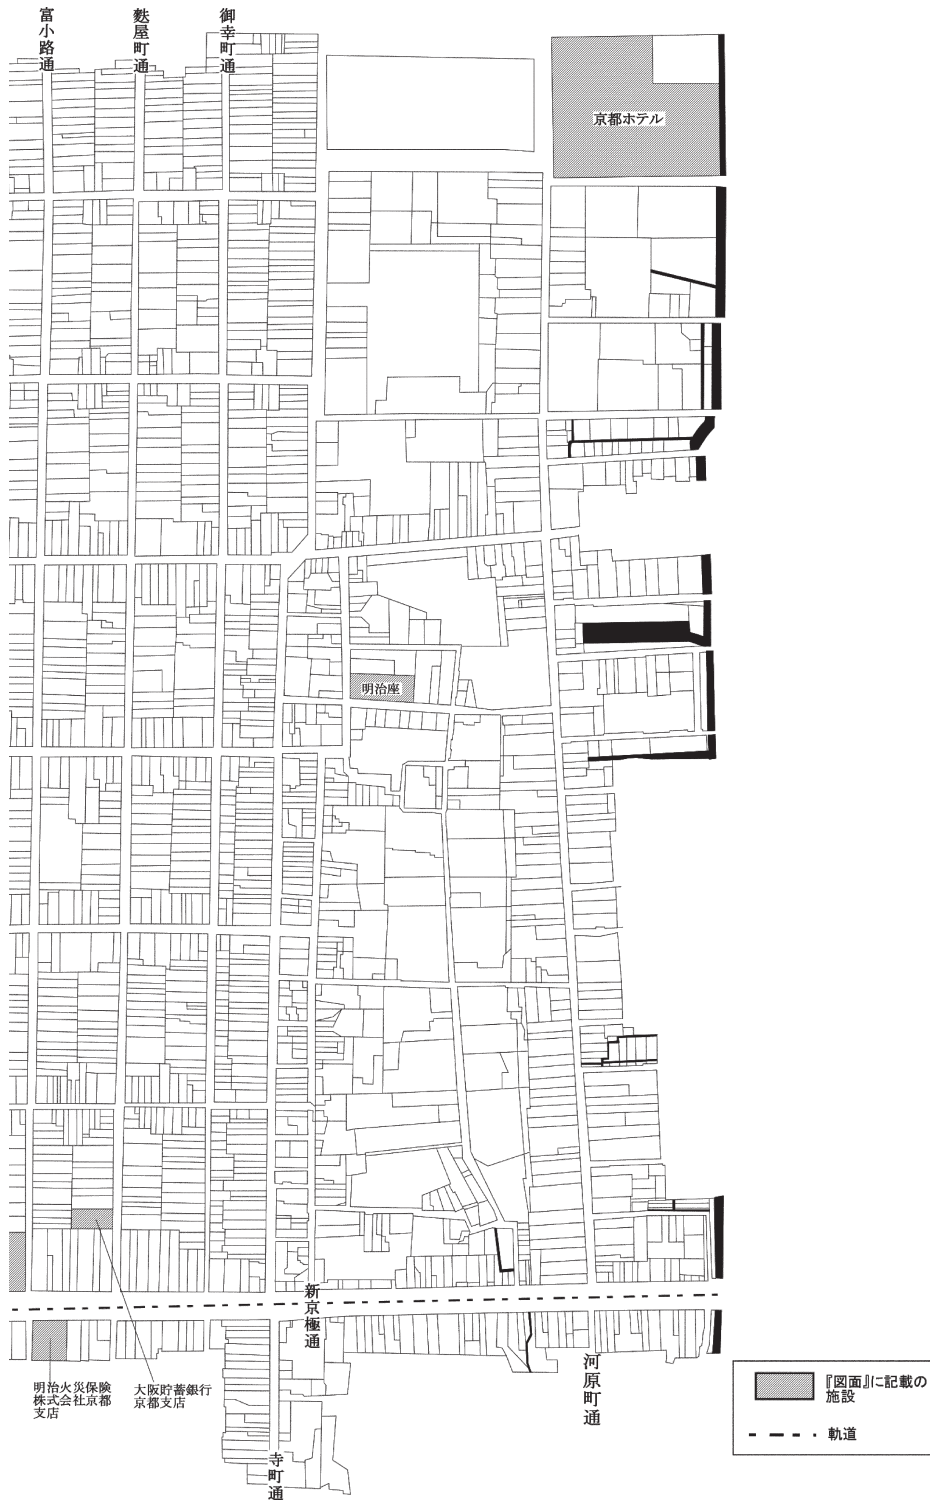 富小路通
麩屋町通
御幸町通
京都ホテル
明治座
新京極通
河原町通
明治火災保険
株式会社京都
支店
大阪貯蓄銀行
京都支店
寺町通
『図面』に記載の
施設
軌道